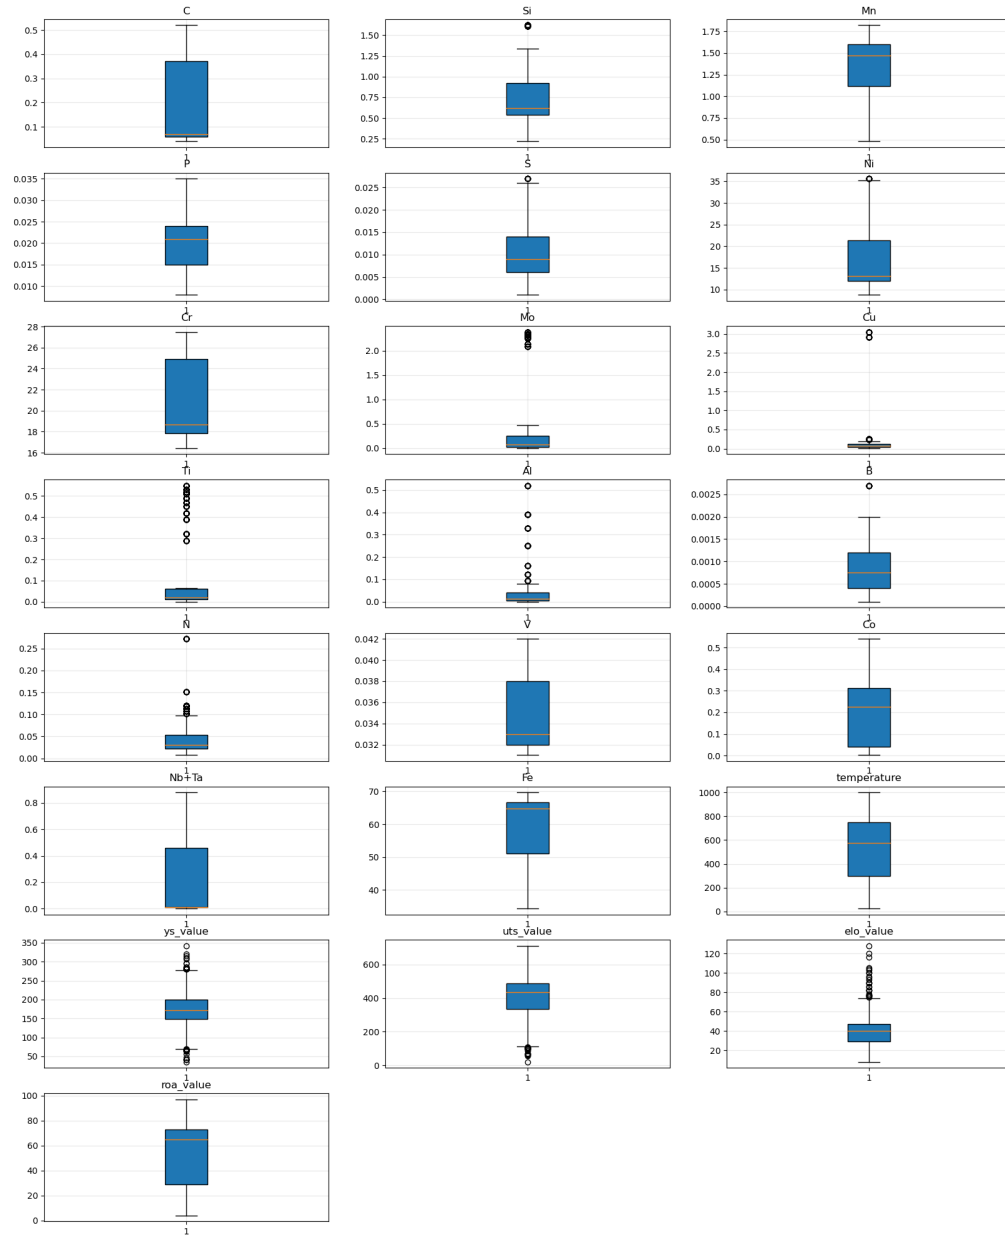 C Si Mn
0.5 0.4 0.3 0.2 0.1
1.50 1.25 1.00 0.75 0.50 0.25
1.75 1.50 1.25 1.00 0.75 0.50
1 1 1
P S Ni
0.035 0.030 0.025 0.020 0.015 0.010
0.025 0.020 0.015 0.010 0.005 0.000
35 30 25 20 15 10
1 1 1
Cr Mo Cu
28 26 24 22 20 18 16
2.0 1.5 1.0 0.5 0.0
3.0 2.5 2.0 1.5 1.0 0.5 0.0
1 1 1
Ti Al B
0.5 0.4 0.3 0.2 0.1 0.0
0.5 0.4 0.3 0.2 0.1 0.0
0.0025 0.0020 0.0015 0.0010 0.0005 0.0000
1 1 1
N V Co
0.25 0.20 0.15 0.10 0.05 0.00
0.042 0.040 0.038 0.036 0.034 0.032
0.5 0.4 0.3 0.2 0.1 0.0
1 1 1
Nb+Ta Fe temperature
0.8 0.6 0.4 0.2 0.0
70 60 50 40
1000 800 600 400 200 0
1 1 1
ys_value uts_value elo_value
350 300 250 200 150 100 50
600 400 200 0
120 100 80 60 40 20
1 1 1
roa_value
100 80 60 40 20 0
1